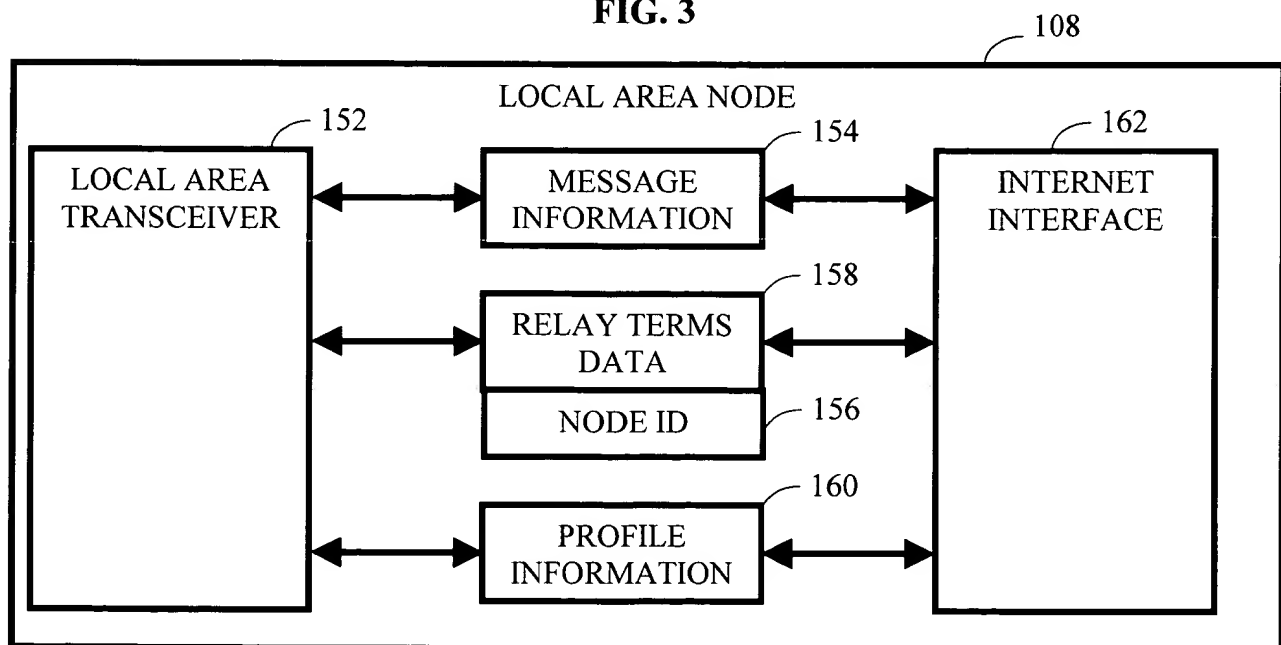 FIG. 3
108
LOCAL AREA NODE
152
154
162
LOCAL AREA
TRANSCEIVER
MESSAGE
INFORMATION
INTERNET
INTERFACE
158
RELAY TERMS
DATA
NODE ID
156
160
PROFILE
INFORMATION